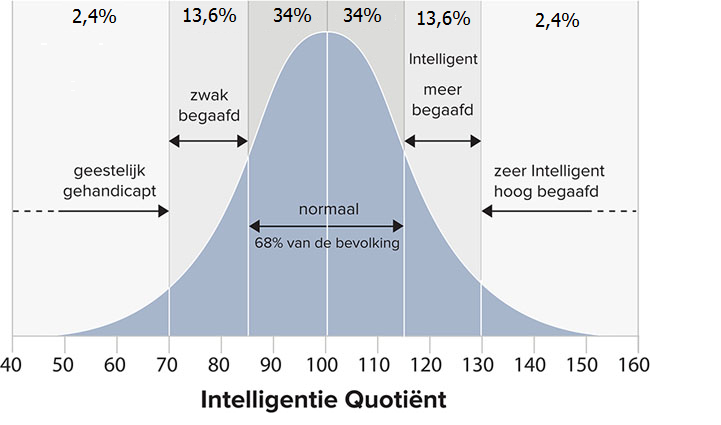 2,4% 13,6% 34% 34% 13,6% 2,4%
Intelligent
meer
begaafd
zwak
begaafd
geestelijk
gehandicapt
zeer Intelligent
hoog begaafd
normaal
68% van de bevolking
40 50 60 70 80 90 100 110 120 130 140 150 160
Intelligentie Quotiënt